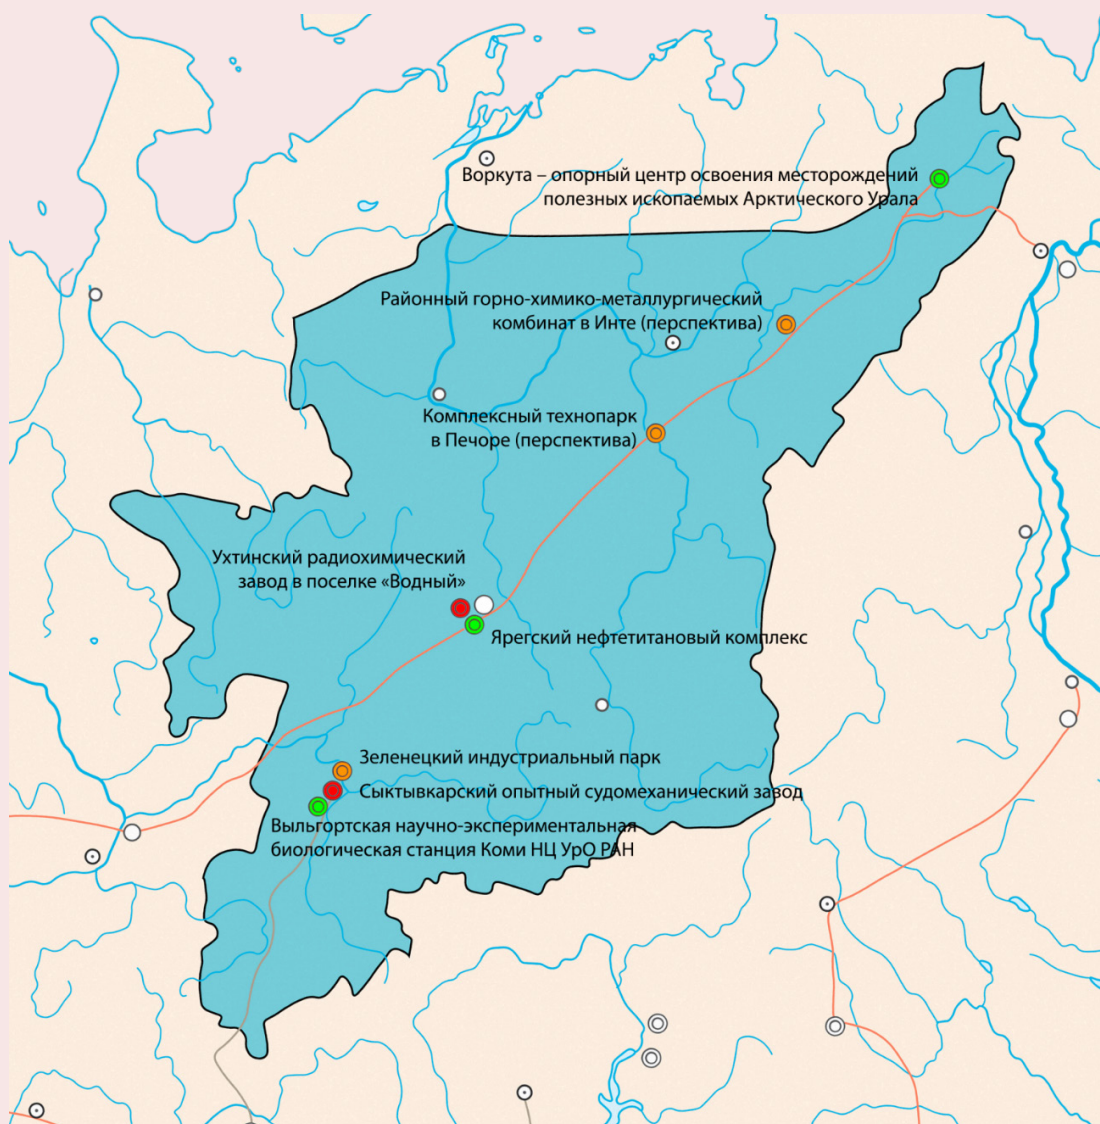 Воркута – опорный центр освоения месторождений
полезных ископаемых Арктического Урала
Районный горно-химико-металлургический
комбинат в Инте (перспектива)
Комплексный технопарк
в Печоре (перспектива)
Ухтинский радиохимический
завод в поселке «Водный»
Ярегский нефтетитановый комплекс
Зеленецкий индустриальный парк
Сыктывкарский опытный судомеханический завод
Выльгортская научно-экспериментальная
биологическая станция Коми НЦ УрО РАН